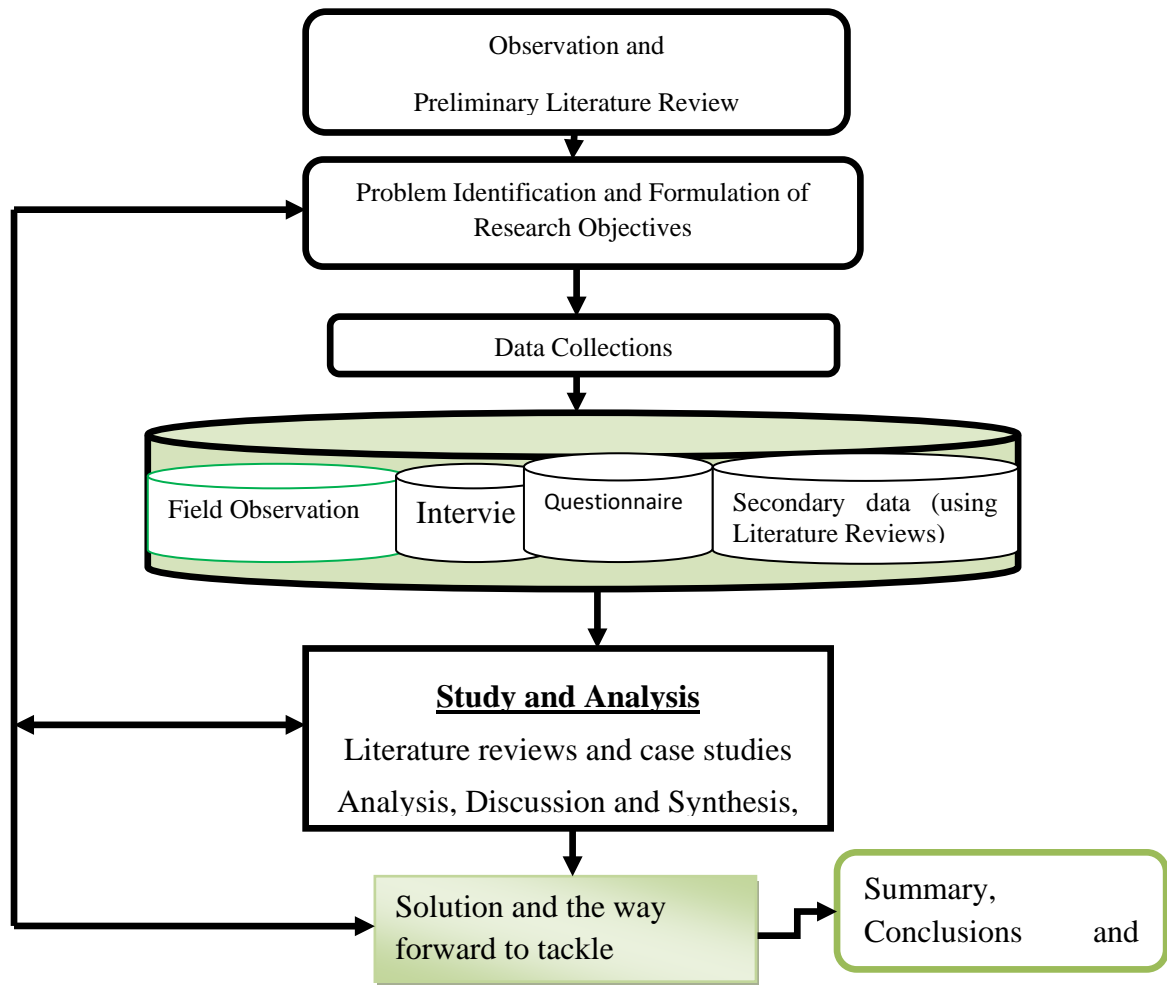 Observation and
Preliminary Literature Review
Problem Identification and Formulation of
Research Objectives
Data Collections
Field Observation
Intervie
Questionnaire
Secondary data (using
Literature Reviews)
Study and Analysis
Literature reviews and case studies
Analysis, Discussion and Synthesis,
Solution and the way
forward to tackle
Summary,
Conclusions and